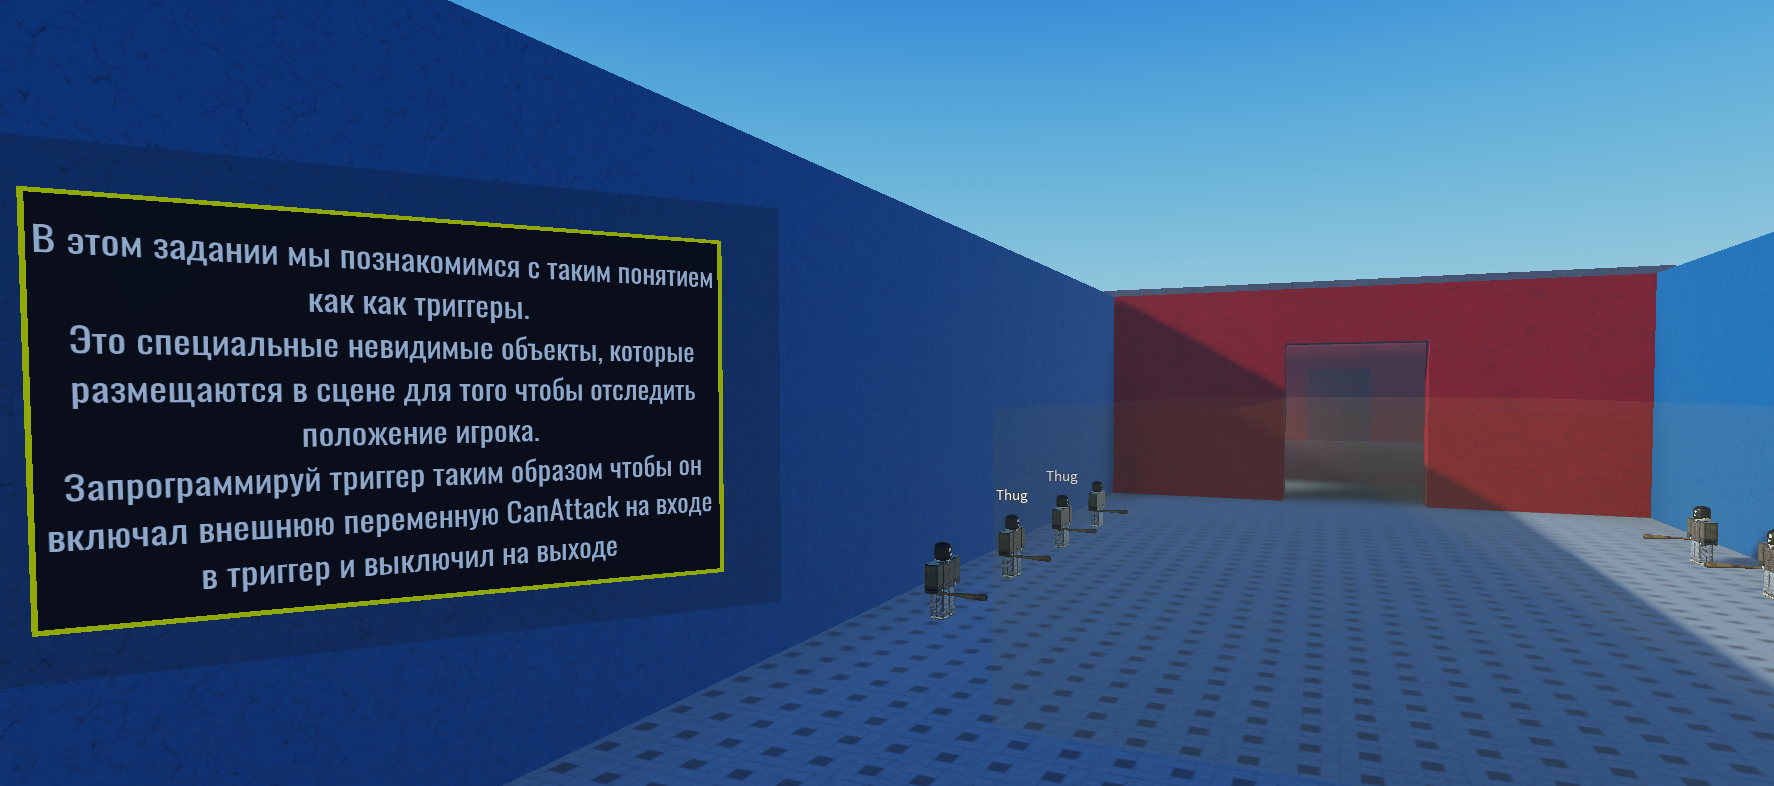 В этом задании мы познакомимся с таким понятием
как как триггеры.
Это специальные невидимые объекты, которые
размещаются в сцене для того чтобы отследить
положение игрока.
Запрограммируй триггер таким образом чтобы он
включал внешнюю переменную CanAttack на входе
в триггер и выключил на выходе
Thug
Thug